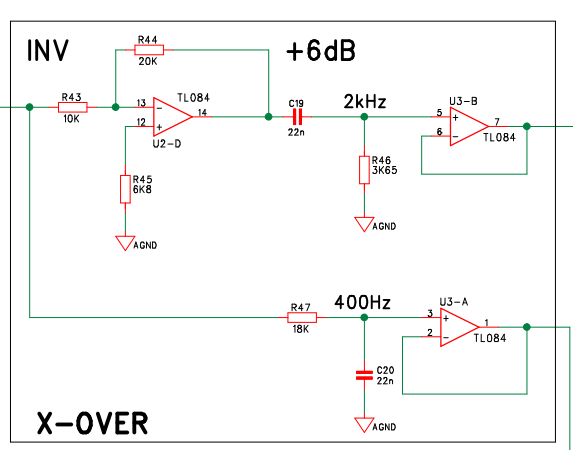 INV
+6dB
R44
20K
R43
10K
13
12
14
TL084
U2-D
R45
6K8
AGND
C19
22n
2kHz
R46
3K65
AGND
U3-B
5
6
7
TL084
R47
18K
400Hz
C20
22n
AGND
U3-A
3
2
1
TL084
X-OVER